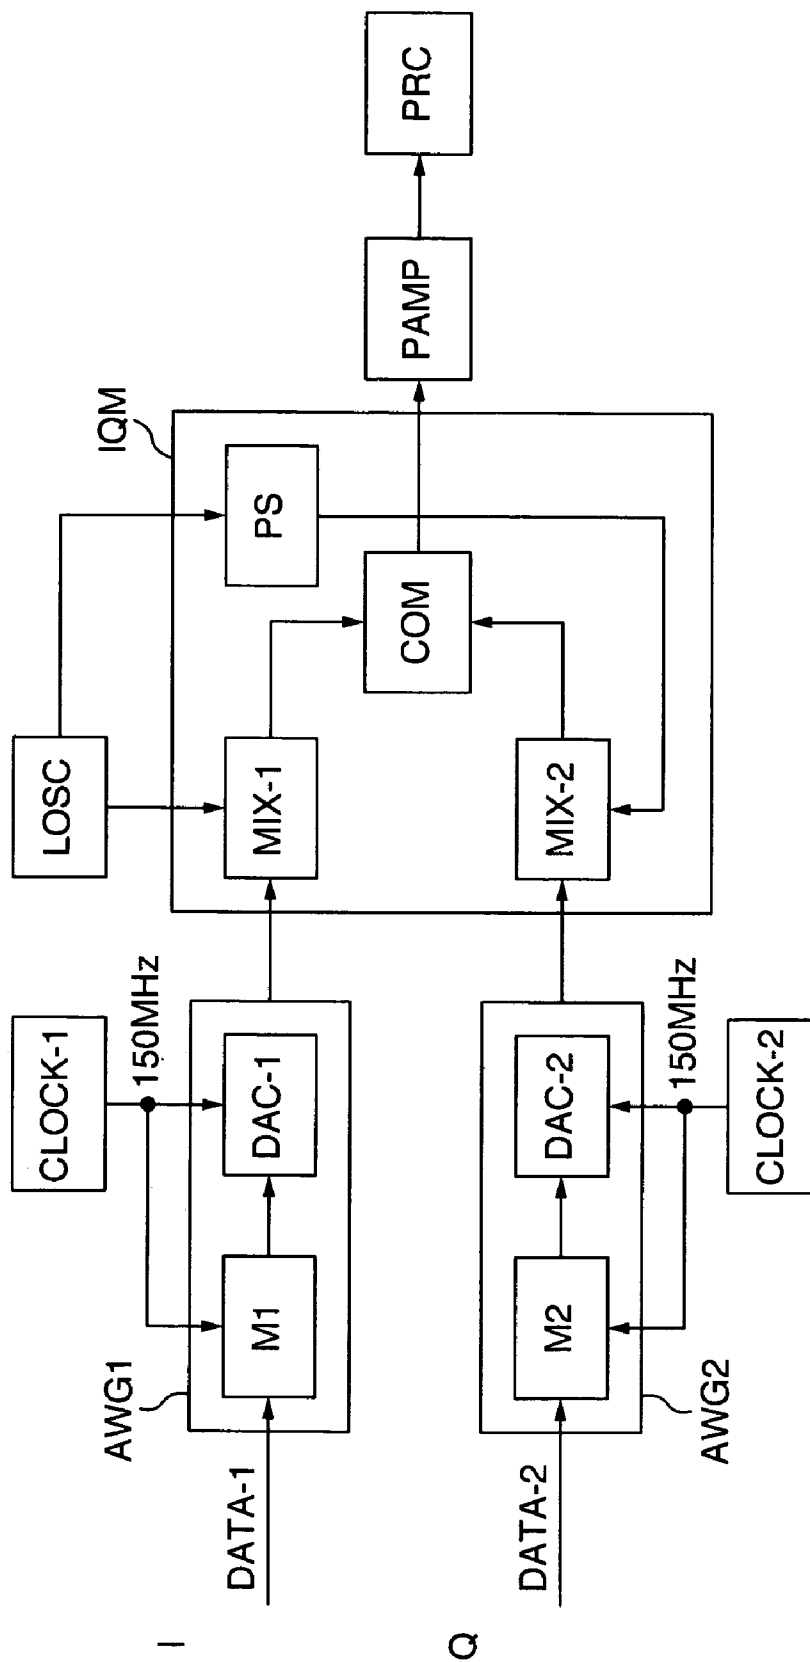 I
DATA-1
AWG1
M1
DAC-1
CLOCK-1
150MHz
LOSC
IQM
MIX-1
PS
COM
PAMP
PRC
Q
DATA-2
AWG2
M2
DAC-2
150MHz
CLOCK-2
MIX-2